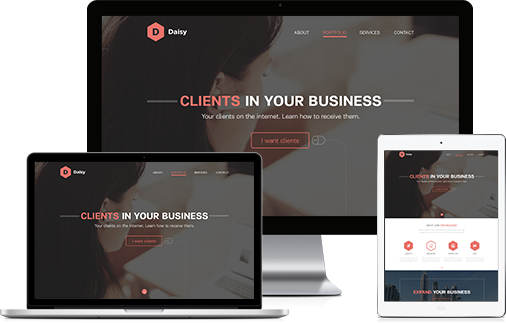 D Daisy
ABOUT PORTFOLIO SERVICES CONTACT
CLIENTS IN YOUR BUSINESS
Your clients on the internet. Learn how to receive them.
I want clients
D Daisy
ABOUT PORTFOLIO SERVICES CONTACT
CLIENTS IN YOUR BUSINESS
Your clients on the internet. Learn how to receive them.
I want clients
CLIENTS IN YOUR BUSINESS
EXPAND YOUR BUSINESS